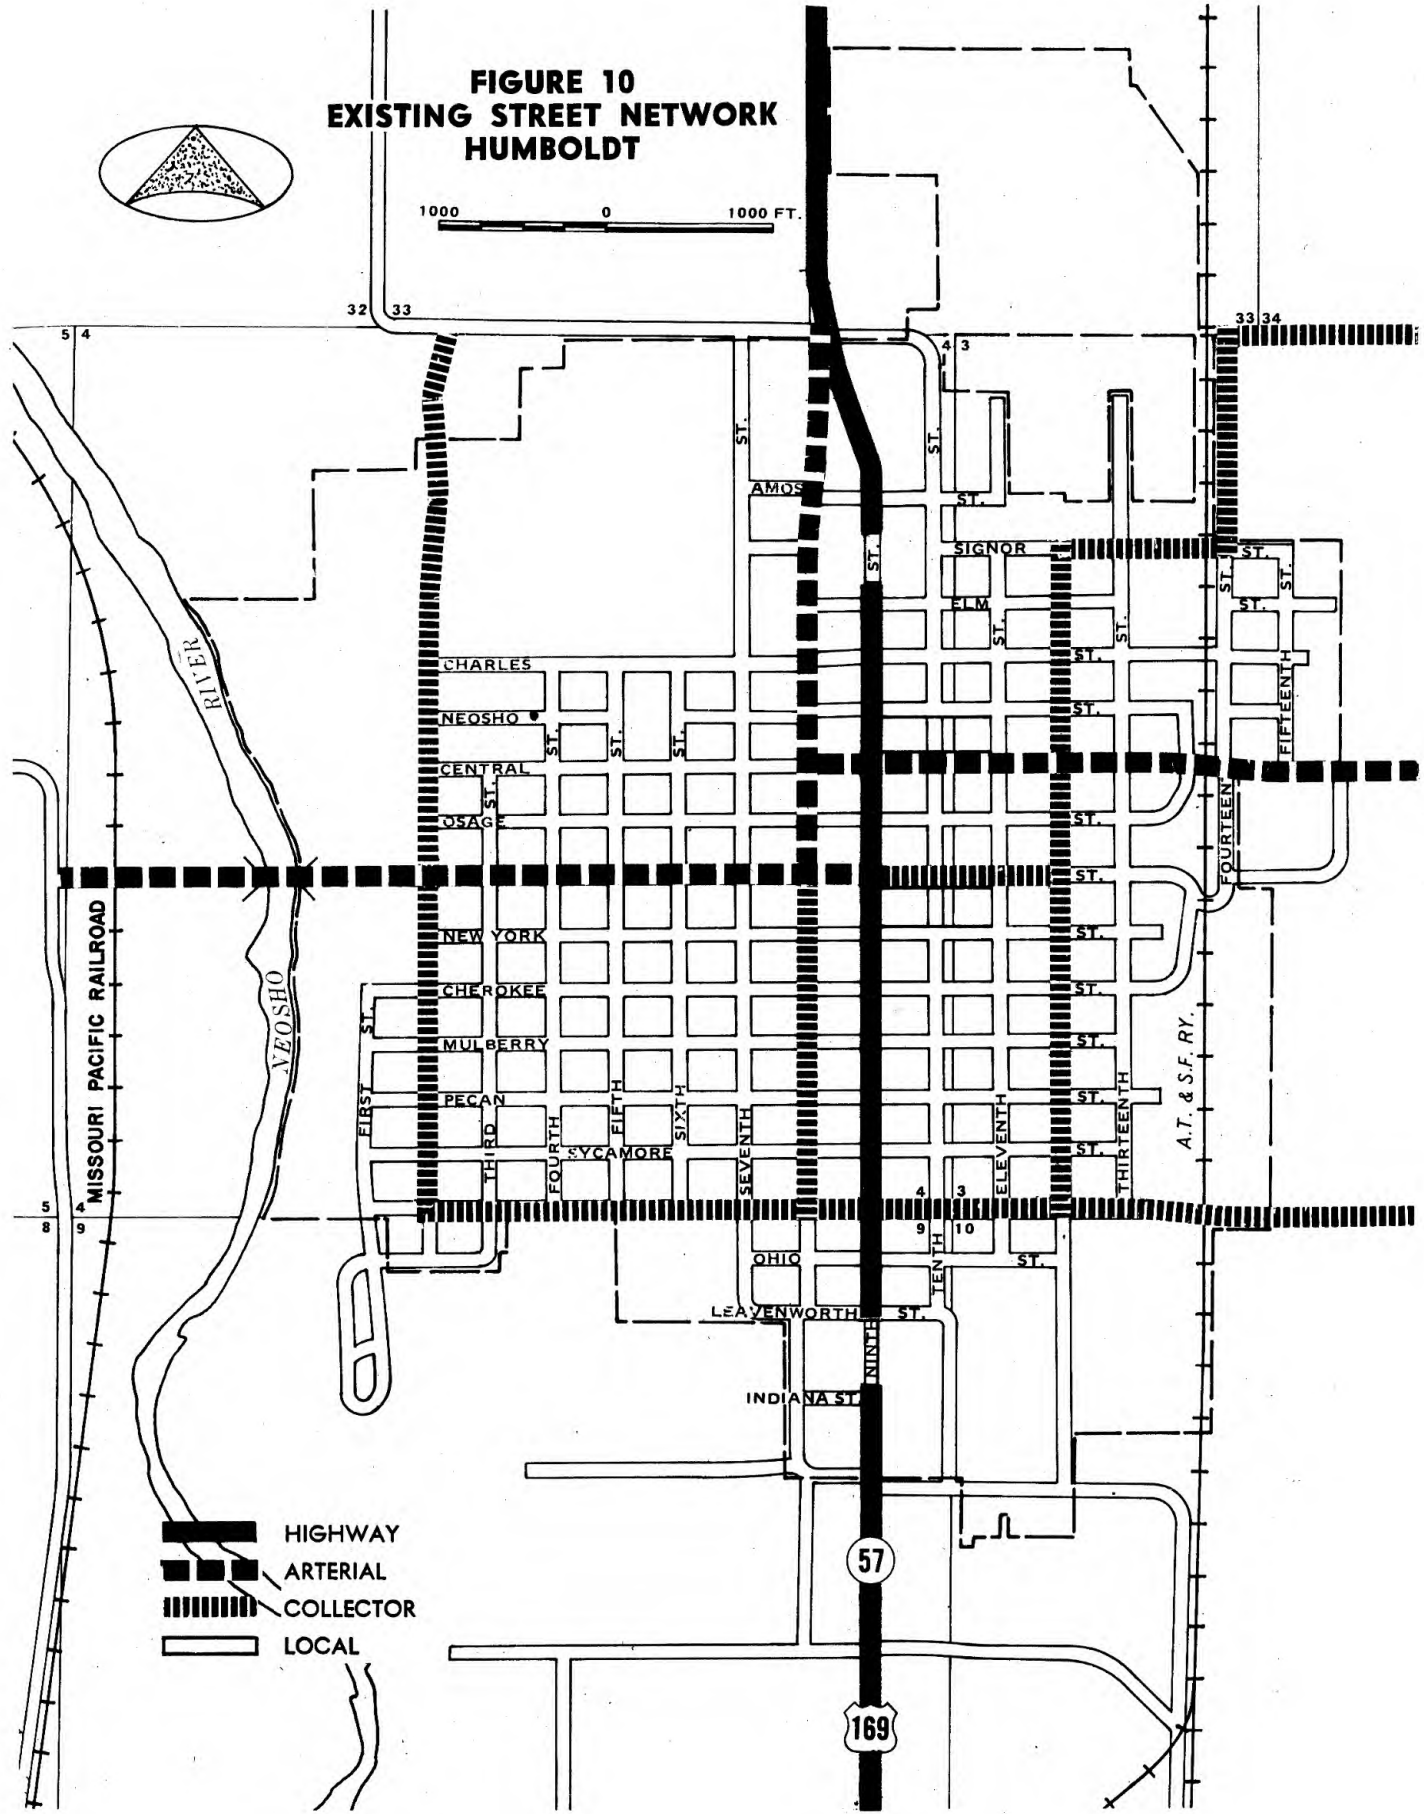 FIGURE 10
EXISTING STREET NETWORK
HUMBOLDT
1000 0 1000 FT.
32 33
33 34
5 4
4 3
ST.
ST.
AMOS ST.
ST.
SIGNOR ST.
ST.
ST.
ELM ST.
ST.
ST.
RIVER
CHARLES ST.
FIFTEENTH
NEOSHO ST.
ST.
ST.
ST.
CENTRAL
ST.
OSAGE ST.
FOURTEEN
ST.
MISSOURI PACIFIC RAILROAD
NEW YORK ST.
NEOSHO
CHEROKEE ST.
ST.
MULBERRY ST.
A.T. & S.F. RY.
FIRST
PECAN ST.
THIRD
FOURTH
FIFTH
SIXTH
SEVENTH
ELEVENTH
THIRTEENTH
SYCAMORE ST.
5 4
8 9
4 3
9 10
OHIO ST.
TENTH
LEAVENWORTH ST.
NINTH
INDIANA ST.
HIGHWAY
57
ARTERIAL
COLLECTOR
LOCAL
169